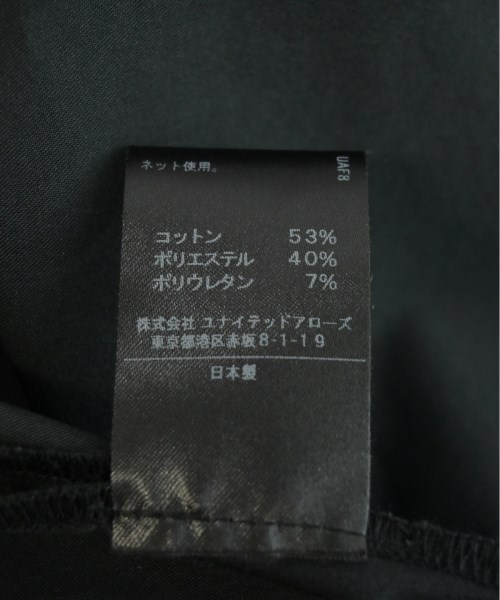 ネット使用。
UAF8
コットン 53%
ポリエステル 40%
ポリウレタン 7%
株式会社 ユナイテッドアローズ
東京都港区赤坂8-1-19
日本製